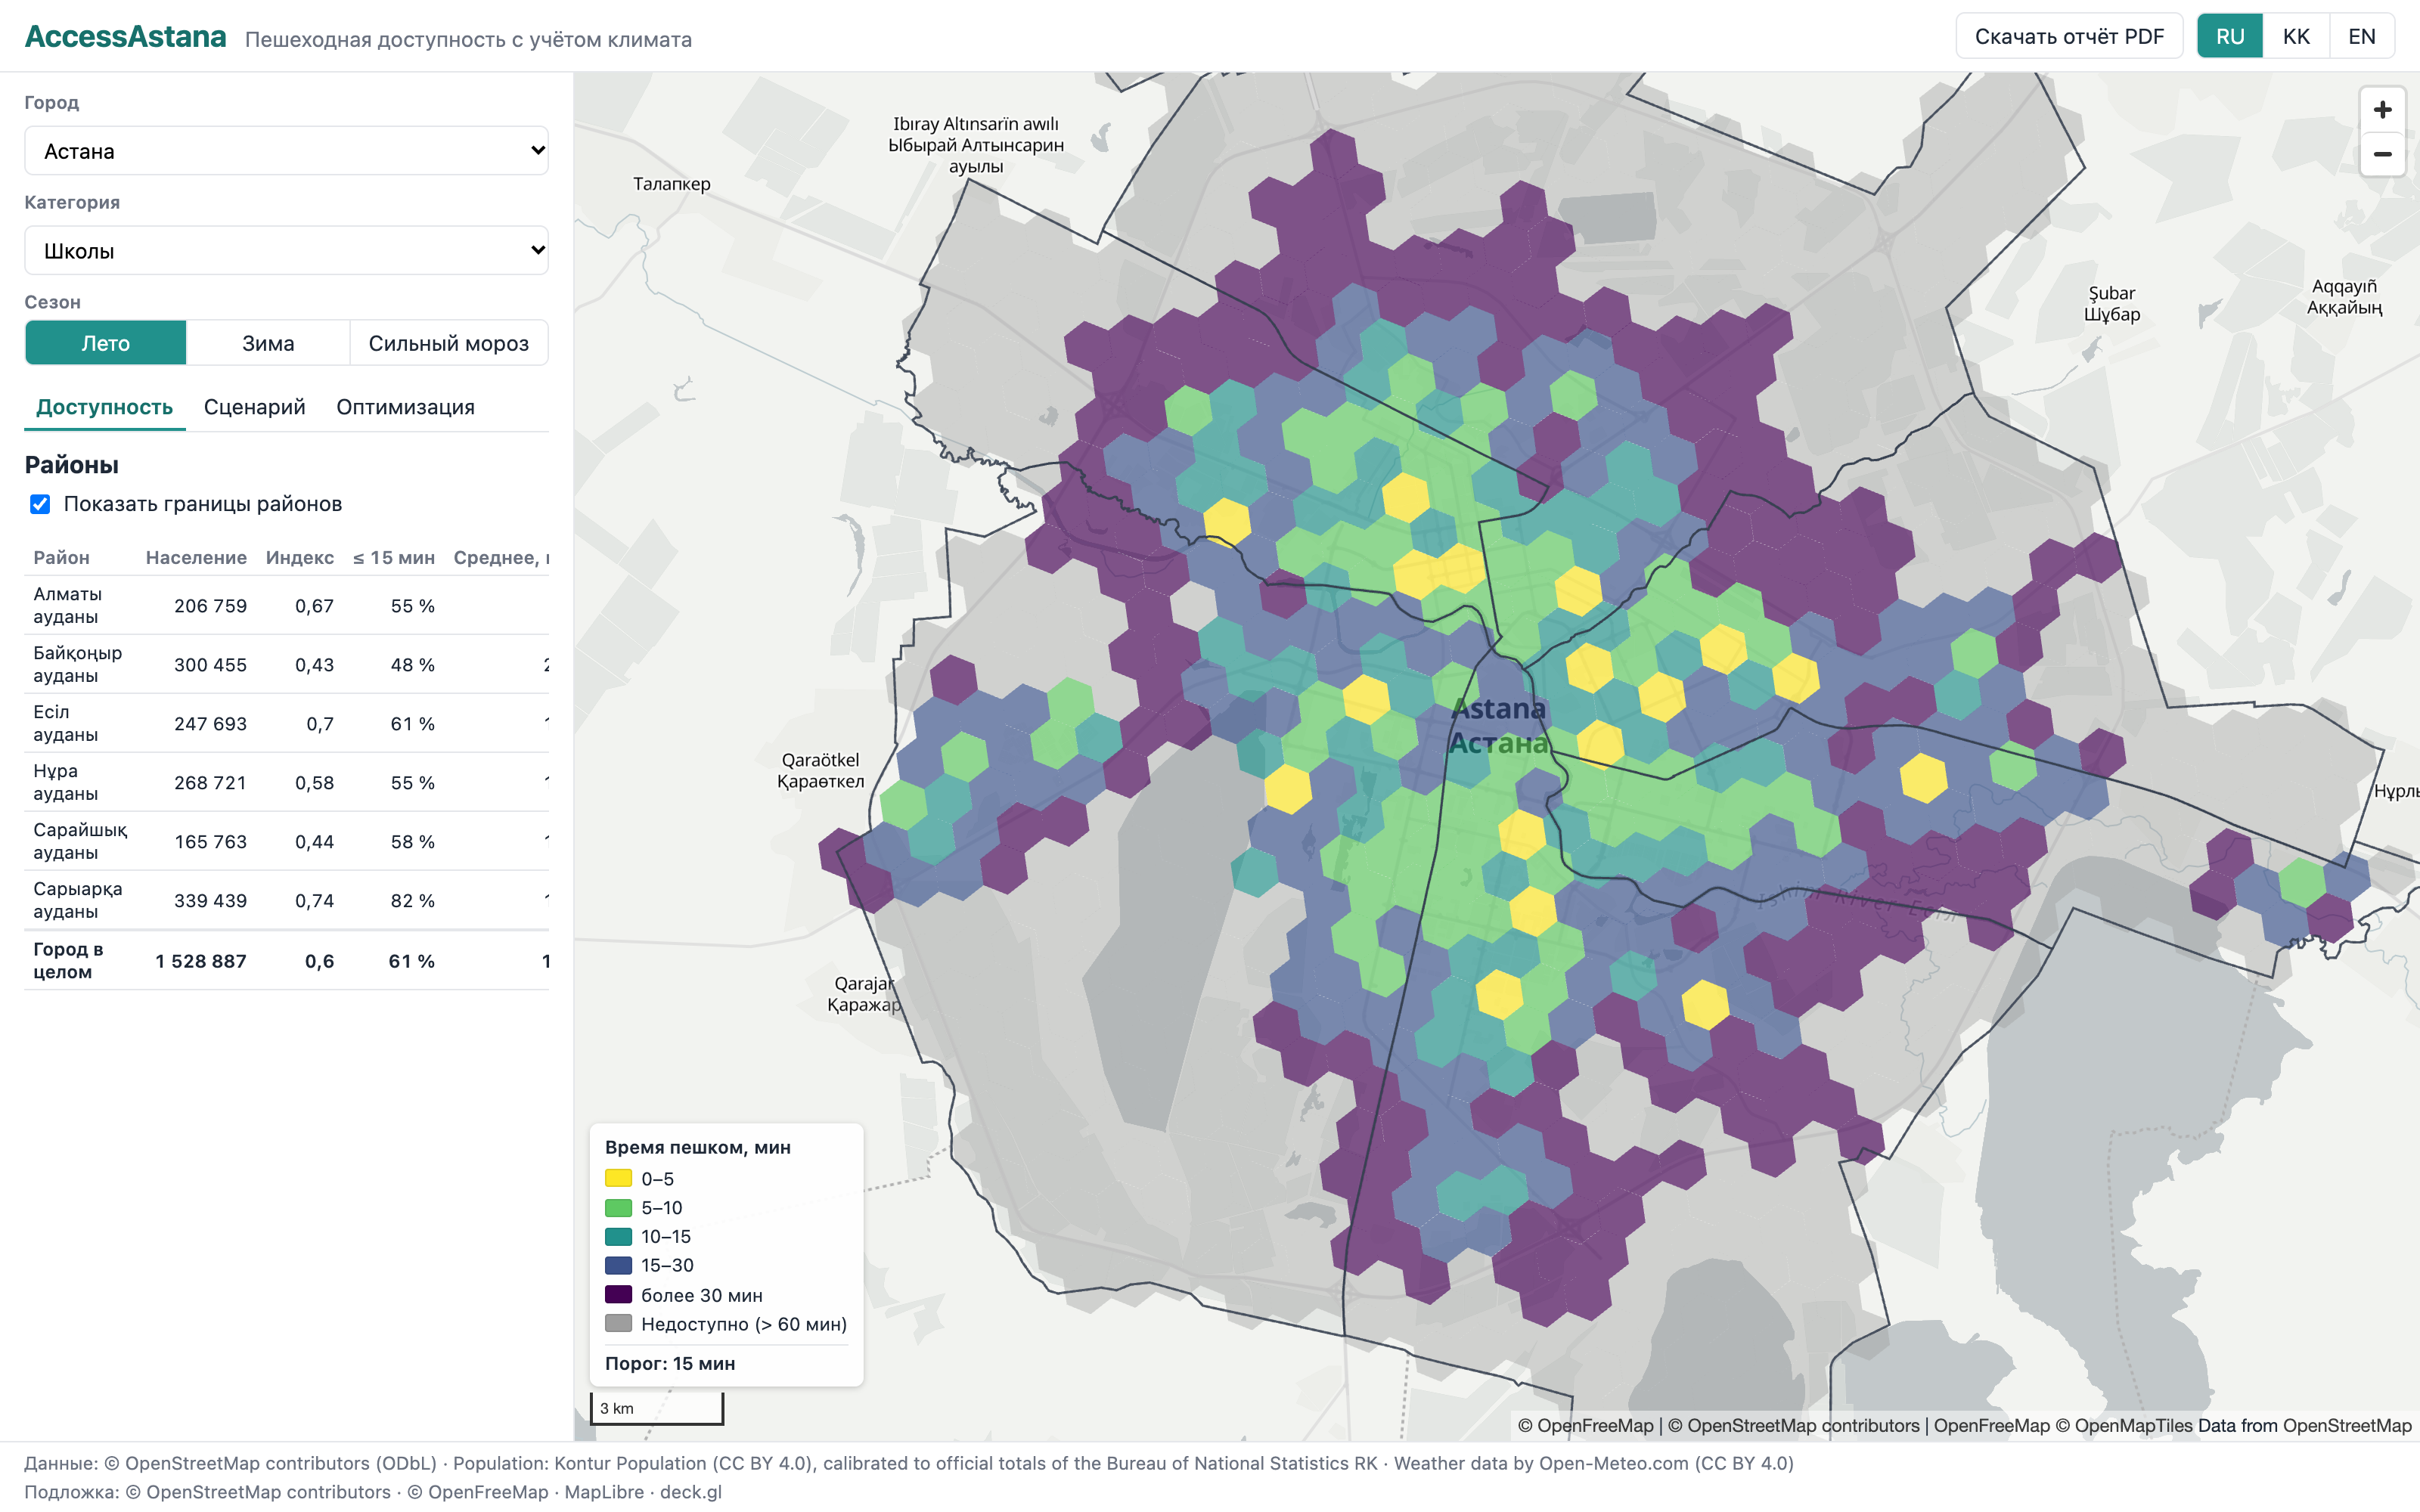 AccessAstana
Пешеходная доступность с учётом климата
Скачать отчёт PDF
RU
KK
EN
Город
Астана
Категория
Школы
Сезон
Лето
Зима
Сильный мороз
Доступность
Сценарий
Оптимизация
Районы
Показать границы районов
Район Население Индекс ≤ 15 мин Среднее,
Алматы
ауданы
206 759 0,67 55 %
Байқоңыр
ауданы
300 455 0,43 48 %
Есіл
ауданы
247 693 0,7 61 %
Нұра
ауданы
268 721 0,58 55 %
Сарайшық
ауданы
165 763 0,44 58 %
Сарыарқа
ауданы
339 439 0,74 82 %
Город в
целом
1 528 887 0,6 61 %
Ibıray Altınsarïn awılı
Ыбырай Алтынсарин
ауылы
Талапкер
Şubar
Шұбар
Aqqayıñ
Аққайың
Qaraötkel
Қараөткел
Astana
Астана
Qarajar
Қаражар
Ishim River Есіл
+
−
Время пешком, мин
0–5
5–10
10–15
15–30
более 30 мин
Недоступно (> 60 мин)
Порог: 15 мин
3 km
© OpenFreeMap | © OpenStreetMap contributors | OpenFreeMap © OpenMapTiles Data from OpenStreetMap
Данные: © OpenStreetMap contributors (ODbL) · Population: Kontur Population (CC BY 4.0), calibrated to official totals of the Bureau of National Statistics RK · Weather data by Open-Meteo.com (CC BY 4.0)
Подложка: © OpenStreetMap contributors · © OpenFreeMap · MapLibre · deck.gl